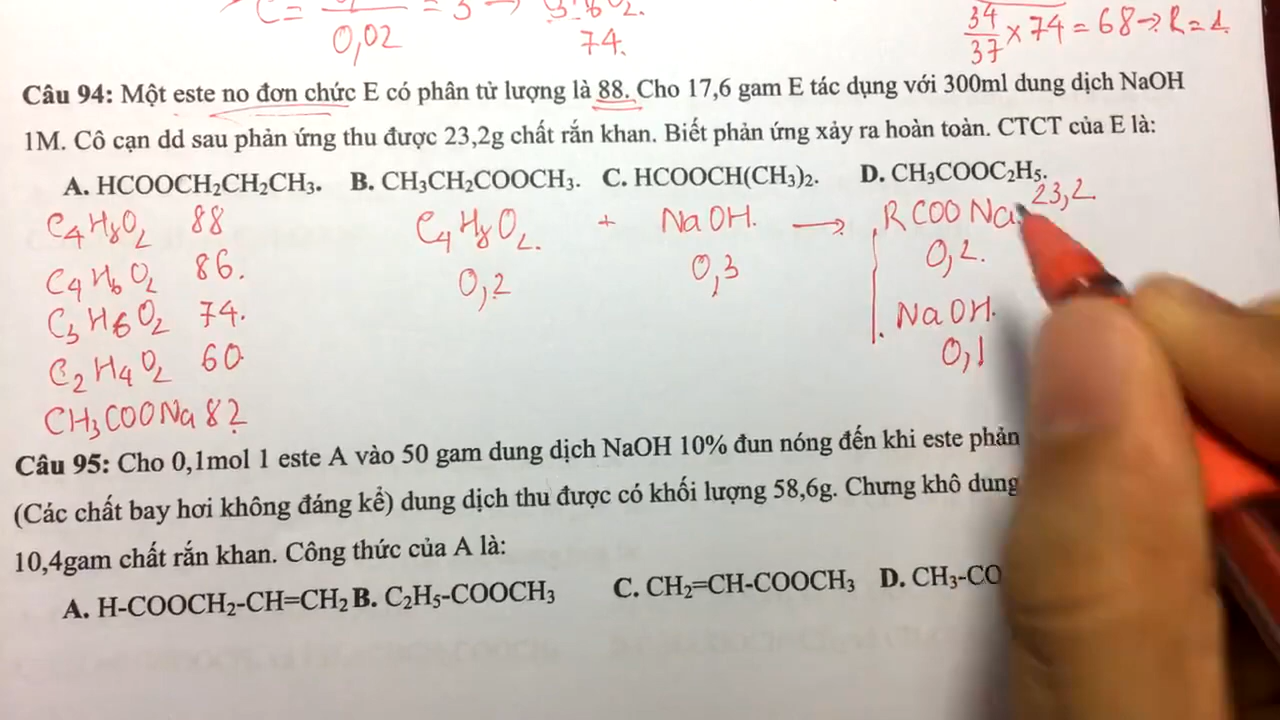 C = / 0,02 = 3 → 74.
34/37 × 74 = 68 → R = 1.
Câu 94: Một este no đơn chức E có phân tử lượng là 88. Cho 17,6 gam E tác dụng với 300ml dung dịch NaOH
1M. Cô cạn dd sau phản ứng thu được 23,2g chất rắn khan. Biết phản ứng xảy ra hoàn toàn. CTCT của E là:
A. HCOOCH₂CH₂CH₃. B. CH₃CH₂COOCH₃. C. HCOOCH(CH₃)₂. D. CH₃COOC₂H₅.
C₄H₈O₂ 88
C₄H₆O₂ 86.
C₃H₆O₂ 74.
C₂H₄O₂ 60
CH₃COONa 82
C₄H₈O₂. + NaOH. → RCOONa. 23,2
0,2 0,3 0,2.
NaOH.
0,1
Câu 95: Cho 0,1mol 1 este A vào 50 gam dung dịch NaOH 10% đun nóng đến khi este phản
(Các chất bay hơi không đáng kể) dung dịch thu được có khối lượng 58,6g. Chưng khô dung
10,4gam chất rắn khan. Công thức của A là:
A. H-COOCH₂-CH=CH₂ B. C₂H₅-COOCH₃ C. CH₂=CH-COOCH₃ D. CH₃-CO